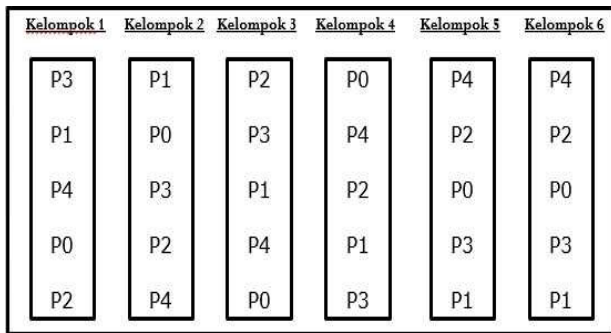 Kelompok 1 Kelompok 2 Kelompok 3 Kelompok 4 Kelompok 5 Kelompok 6
P3 P1 P2 P0 P4 P4
P1 P0 P3 P4 P2 P2
P4 P3 P1 P2 P0 P0
P0 P2 P4 P1 P3 P3
P2 P4 P0 P3 P1 P1